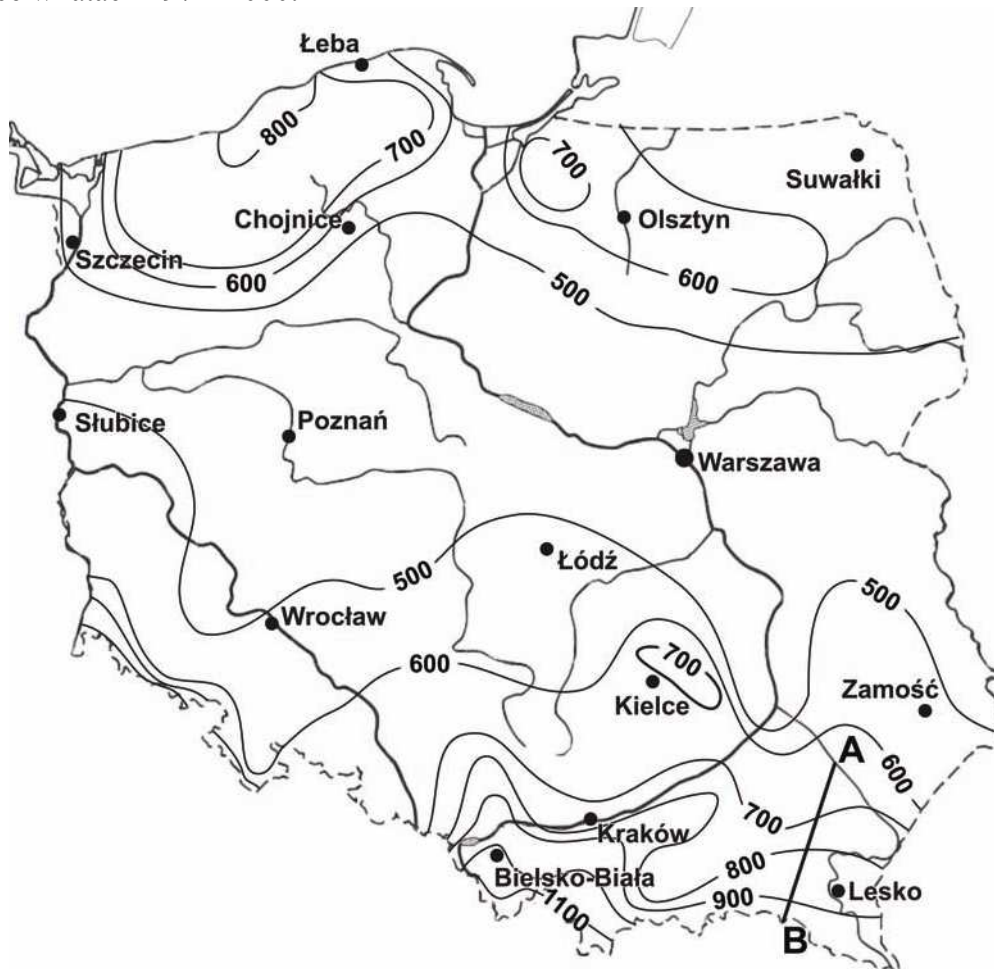 Łeba
800
700
700
Suwałki
Chojnice
Olsztyn
Szczecin
600
600
500
Słubice
Poznań
Warszawa
Łódź
500
500
Wrocław
600
700
Zamość
Kielce
A
600
700
Kraków
800
Bielsko-Biała
Lesko
900
1100
B